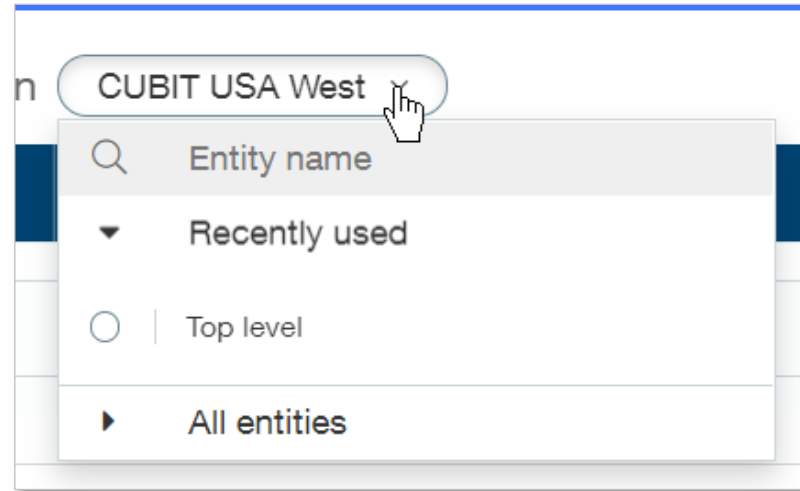 n CUBIT USA West
Entity name
Recently used
Top level
All entities